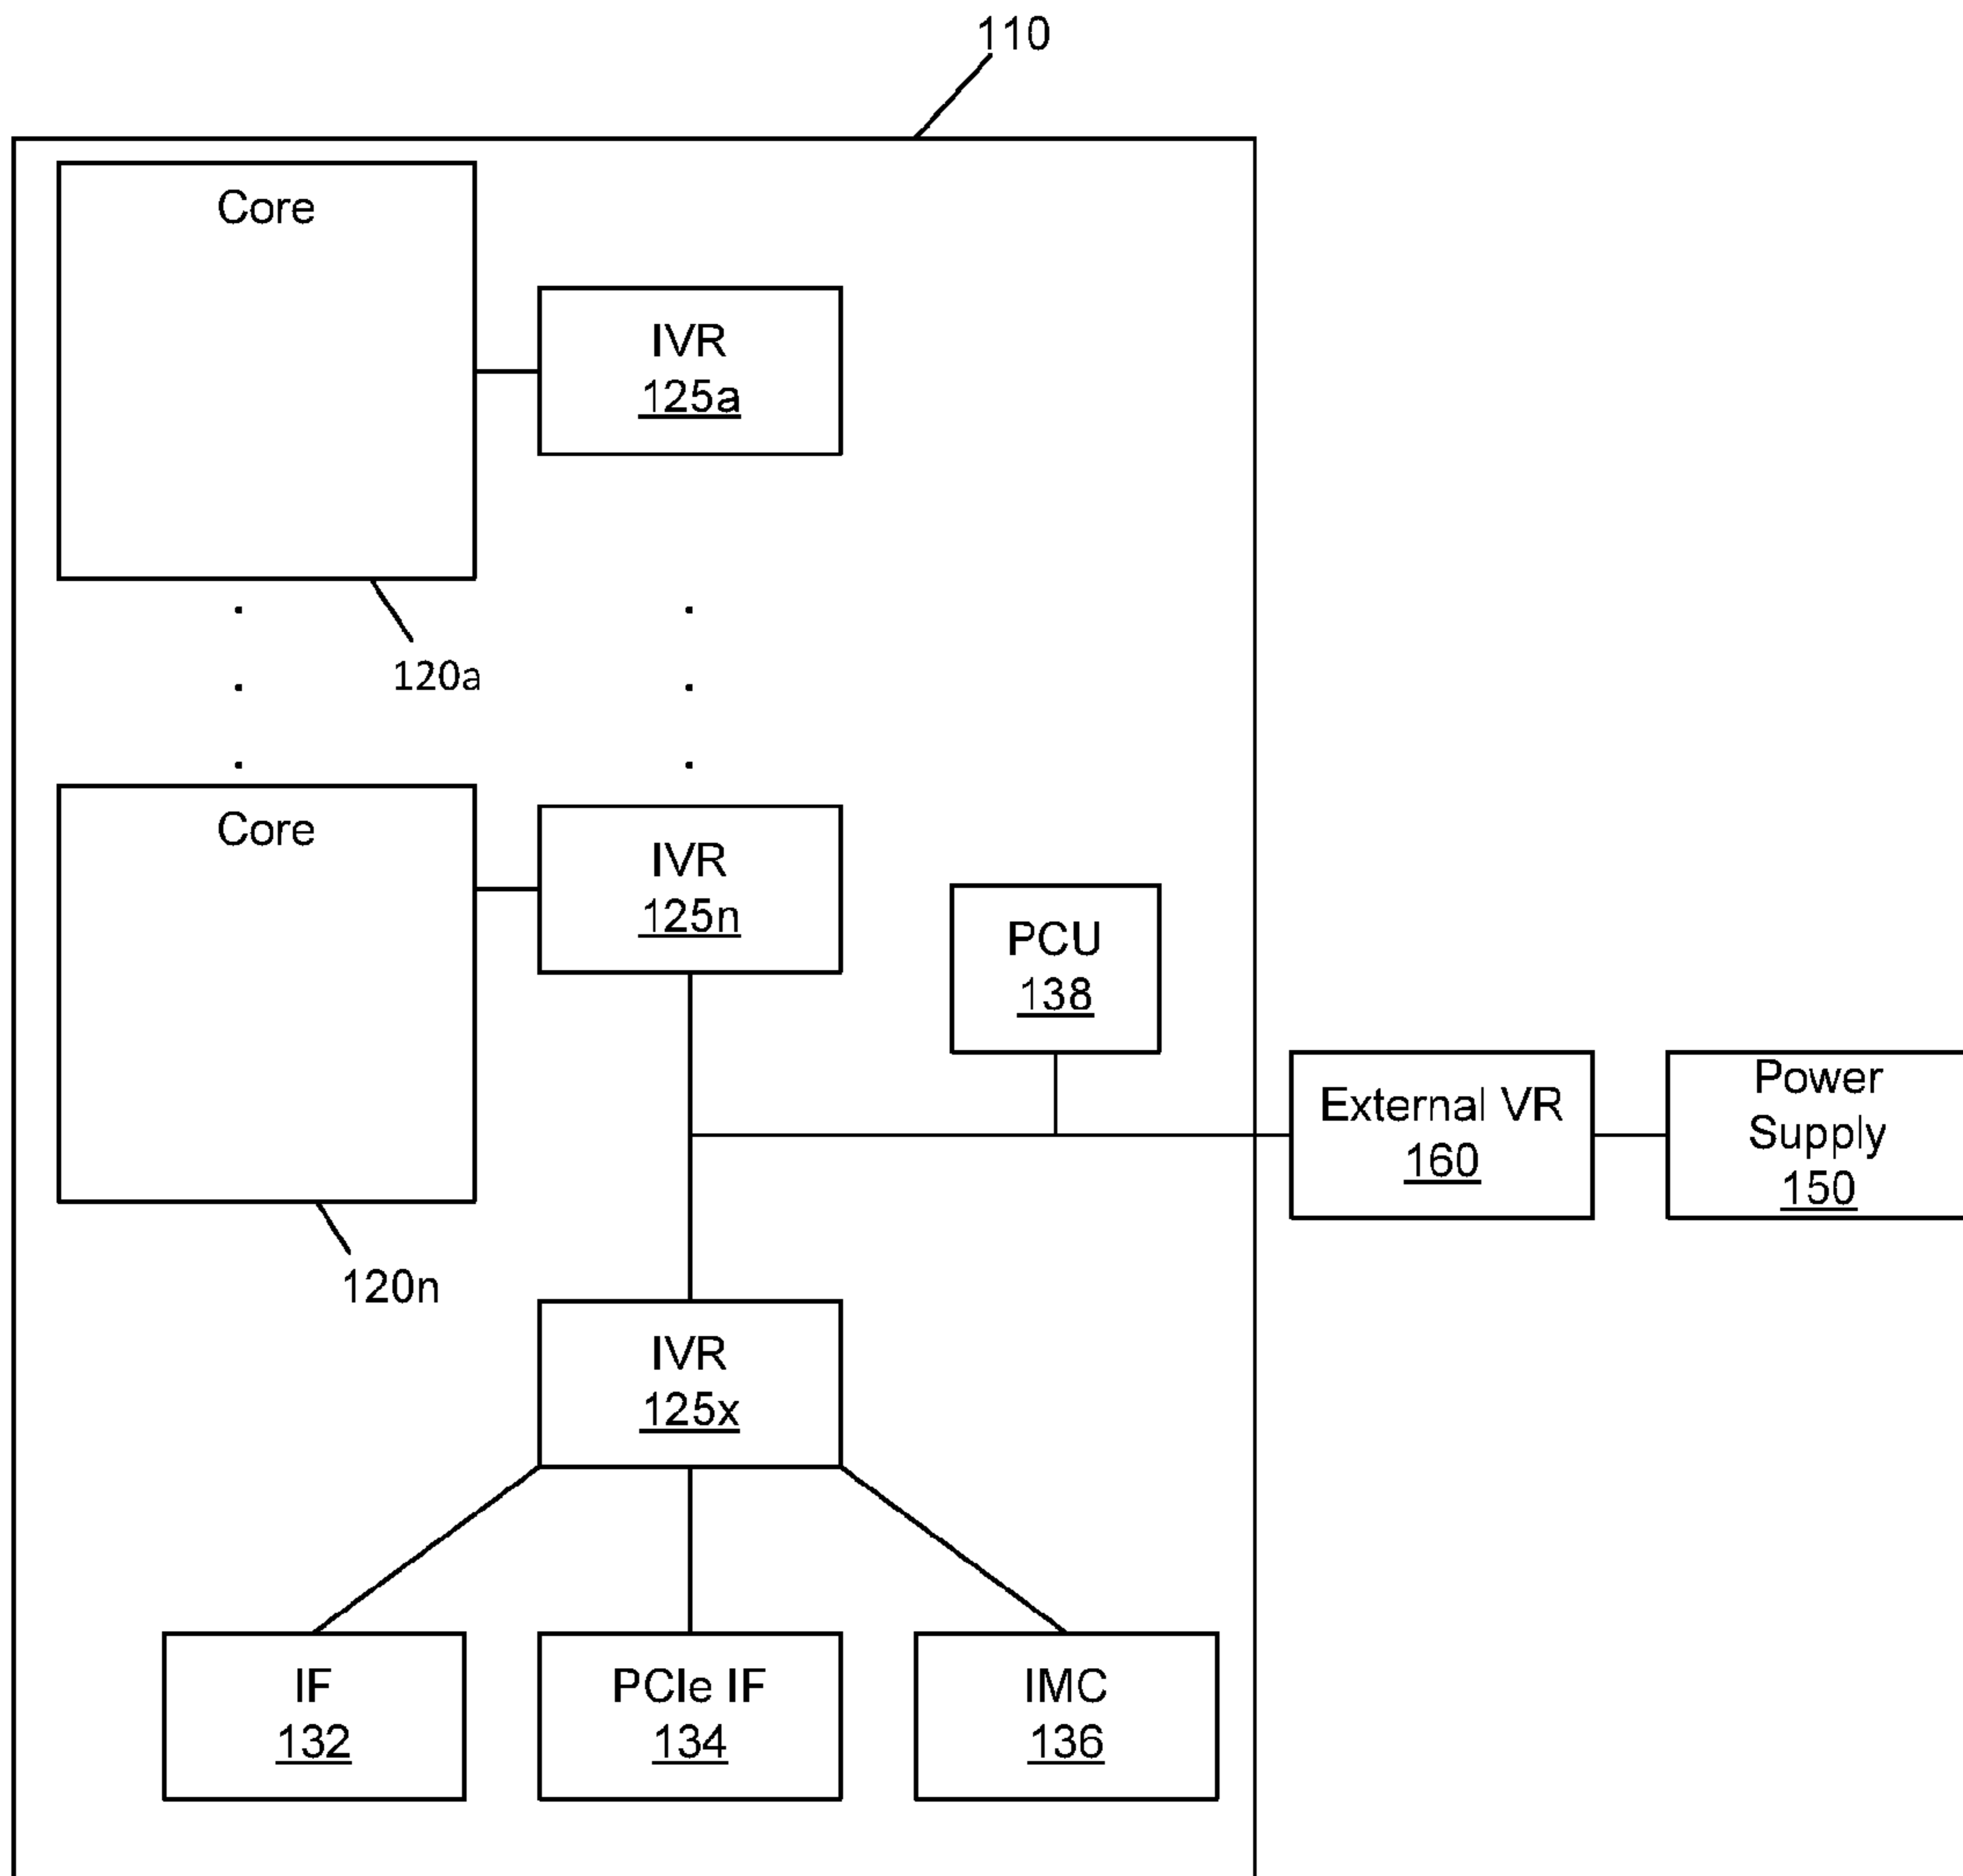 110
Core
IVR
125a
120a
Core
IVR
125n
PCU
138
External VR
160
Power
Supply
150
120n
IVR
125x
IF
132
PCIe IF
134
IMC
136